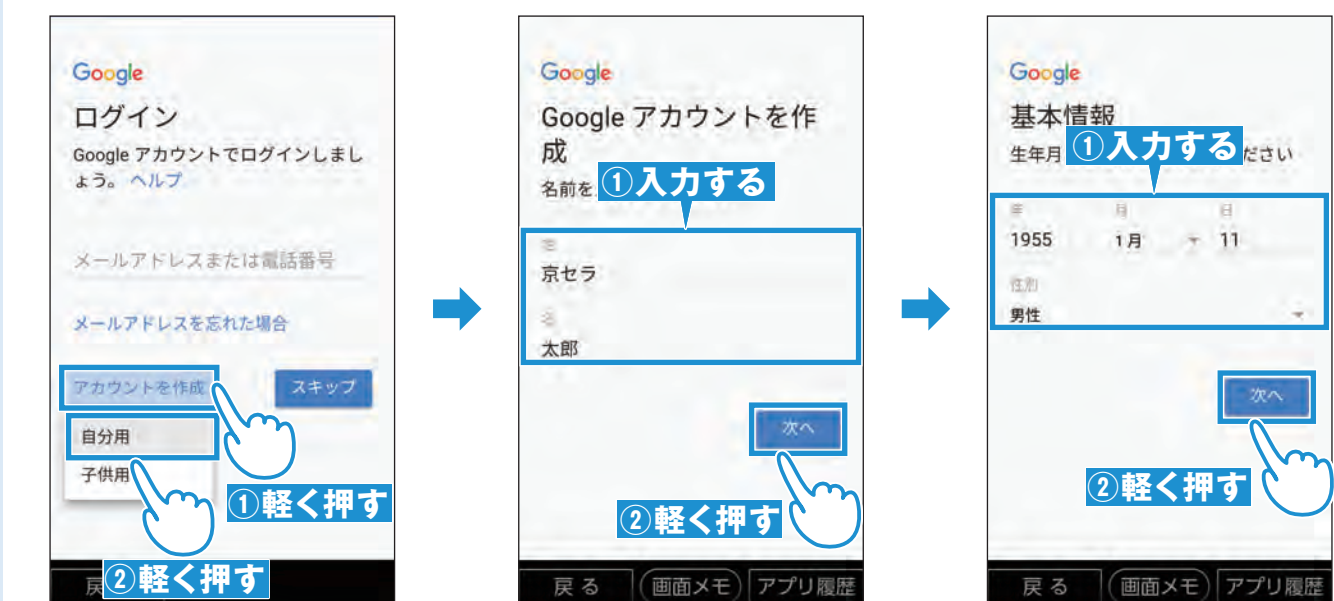 Google
ログイン
Google アカウントでログインしまし
ょう。 ヘルプ
メールアドレスまたは電話番号
メールアドレスを忘れた場合
アカウントを作成
スキップ
自分用
子供用
①軽く押す
②軽く押す
戻
Google
Google アカウントを作
成
名前を
①入力する
姓
京セラ
名
太郎
次へ
②軽く押す
戻る
画面メモ
アプリ履歴
Google
基本情報
生年月
①入力する
ださい
年 月 日
1955 1月 11
性別
男性
次へ
②軽く押す
戻る
画面メモ
アプリ履歴